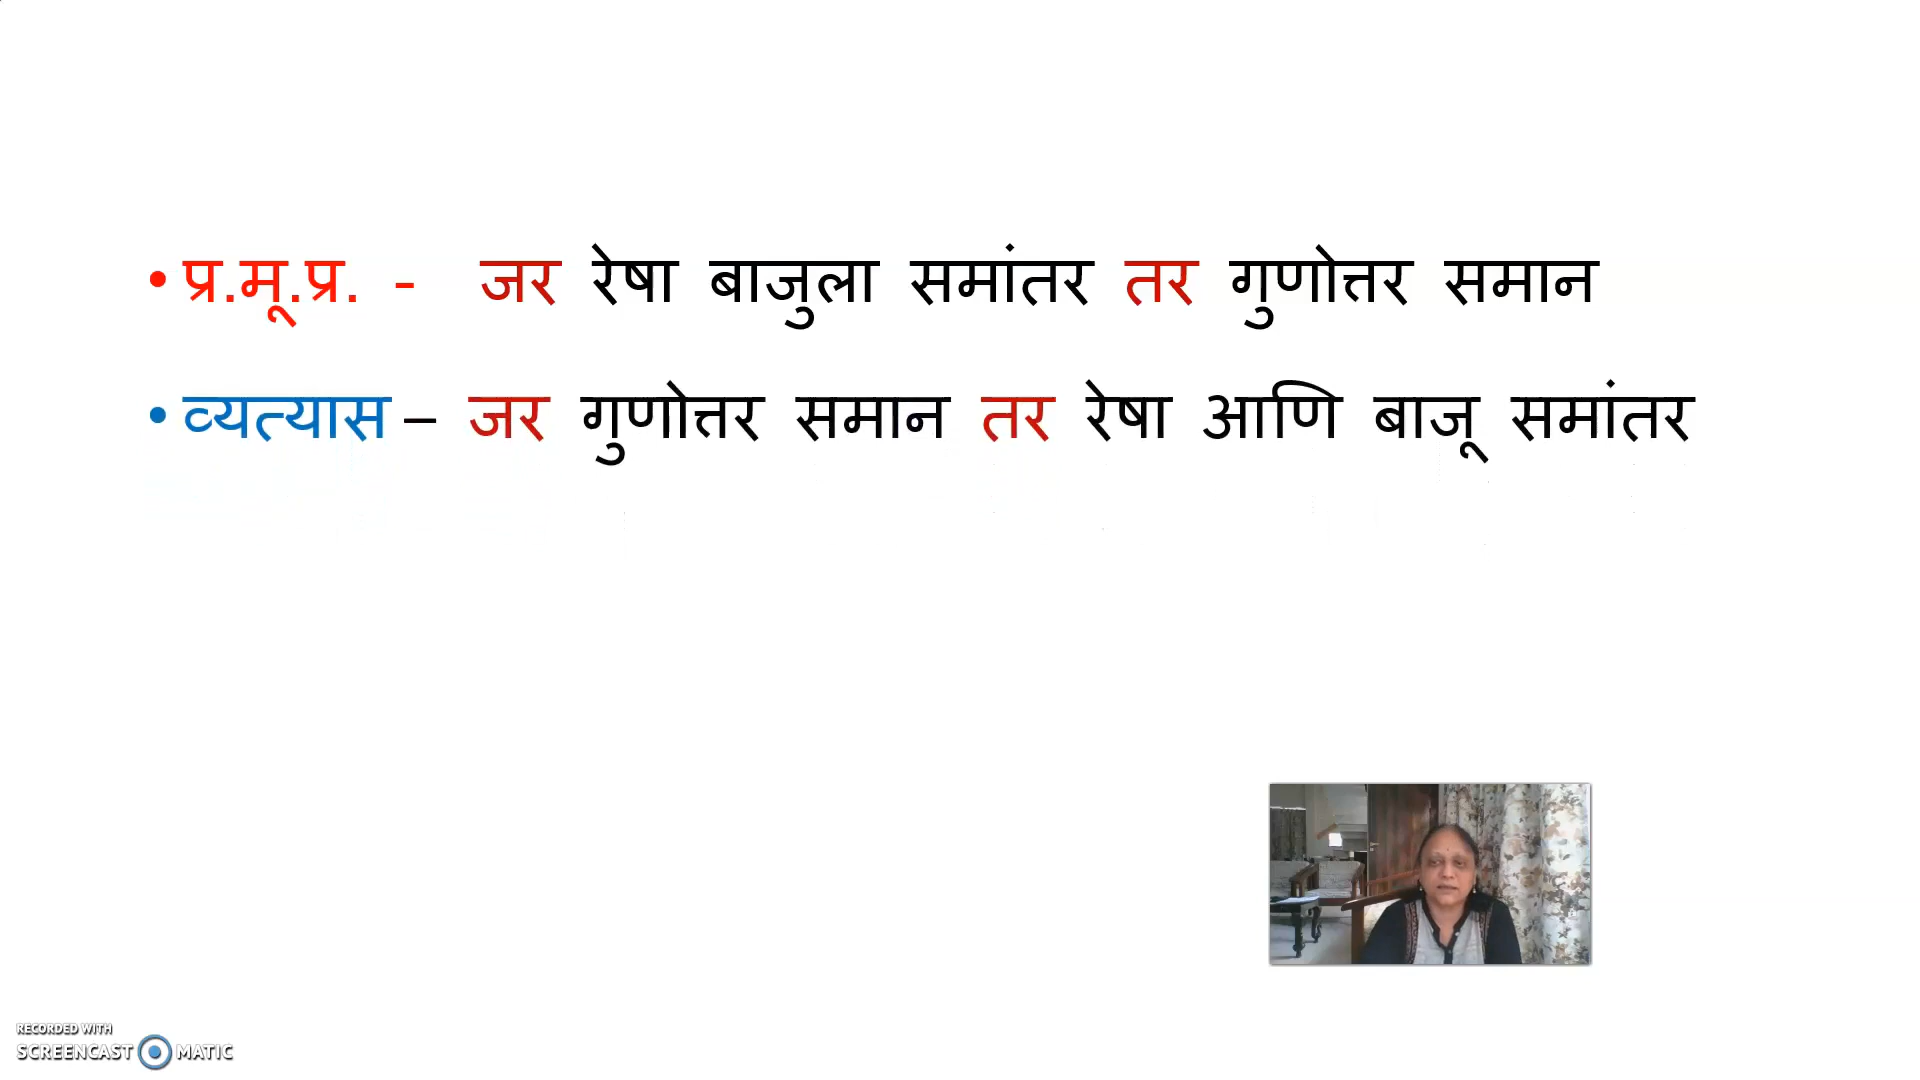 • प्र.मू.प्र. - जर रेषा बाजुला समांतर तर गुणोत्तर समान
• व्यत्यास – जर गुणोत्तर समान तर रेषा आणि बाजू समांतर
RECORDED WITH
SCREENCAST MATIC